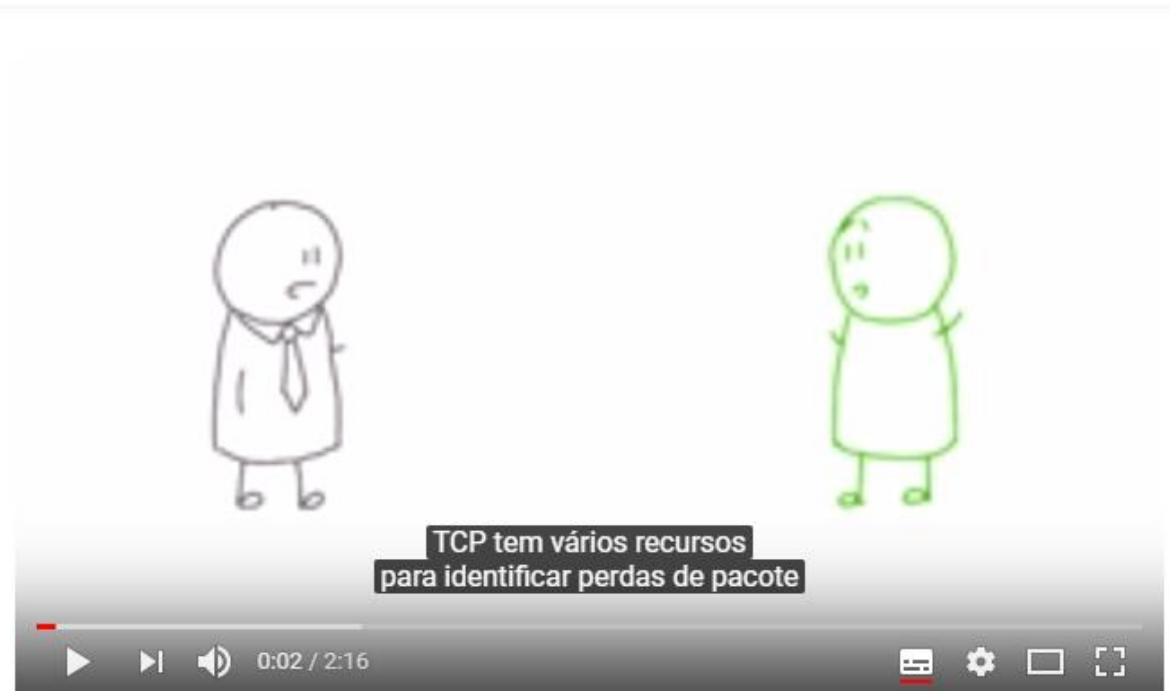 TCP tem vários recursos
para identificar perdas de pacote
0:02 / 2:16